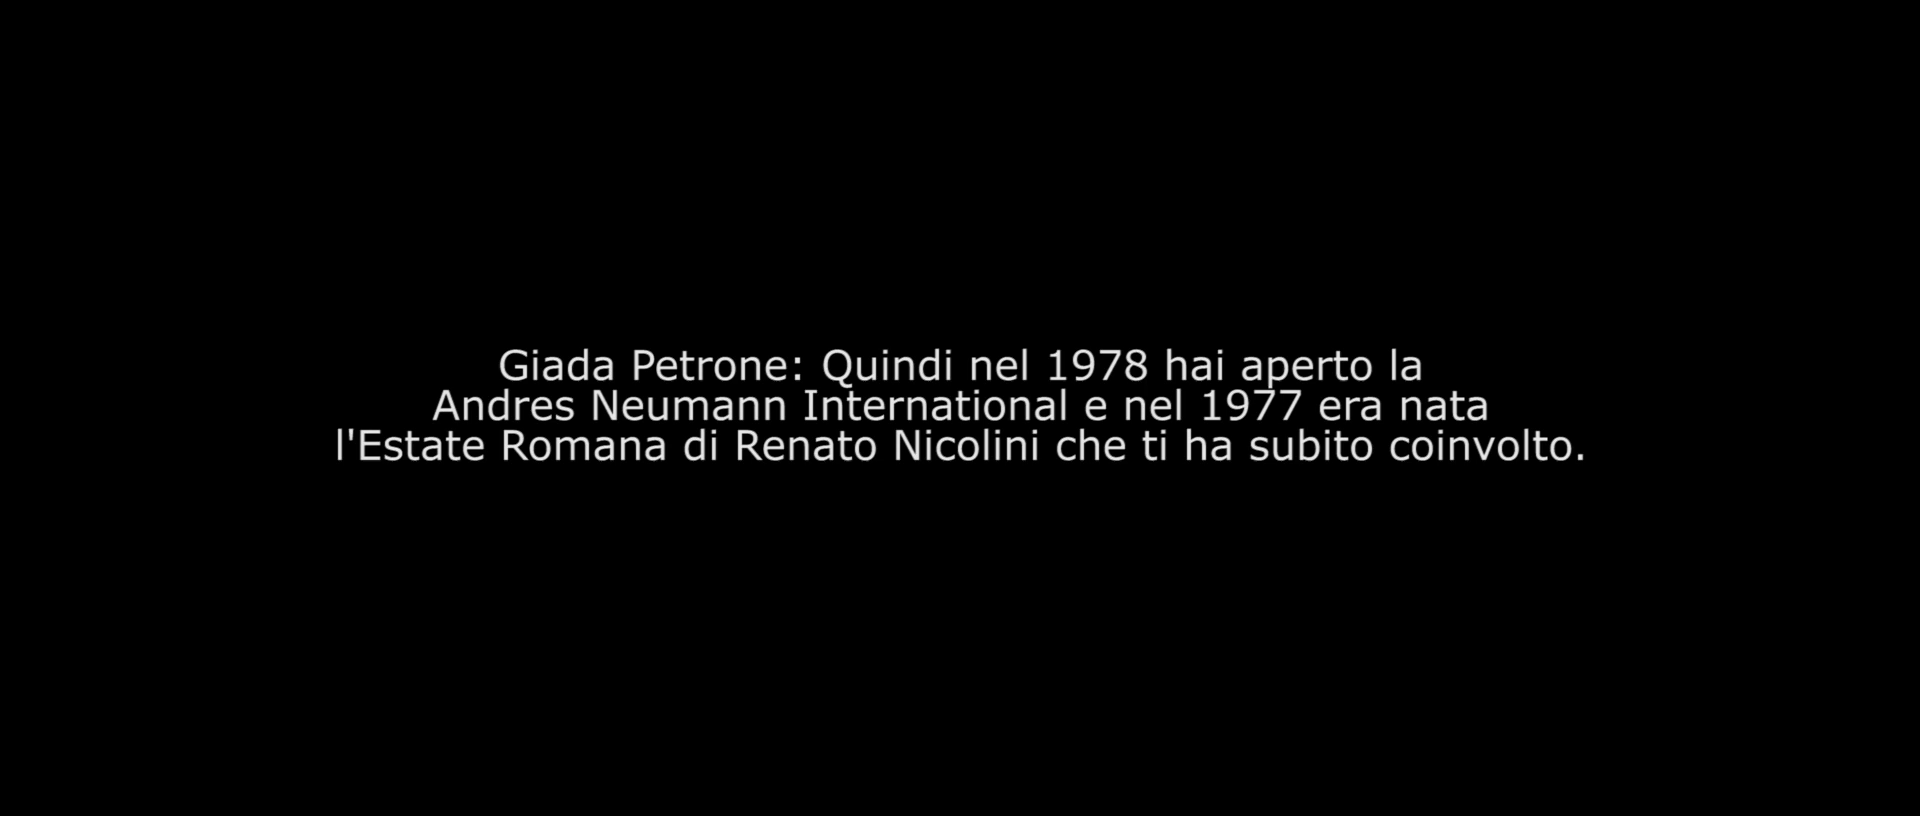 Giada Petrone: Quindi nel 1978 hai aperto la
Andres Neumann International e nel 1977 era nata
l'Estate Romana di Renato Nicolini che ti ha subito coinvolto.